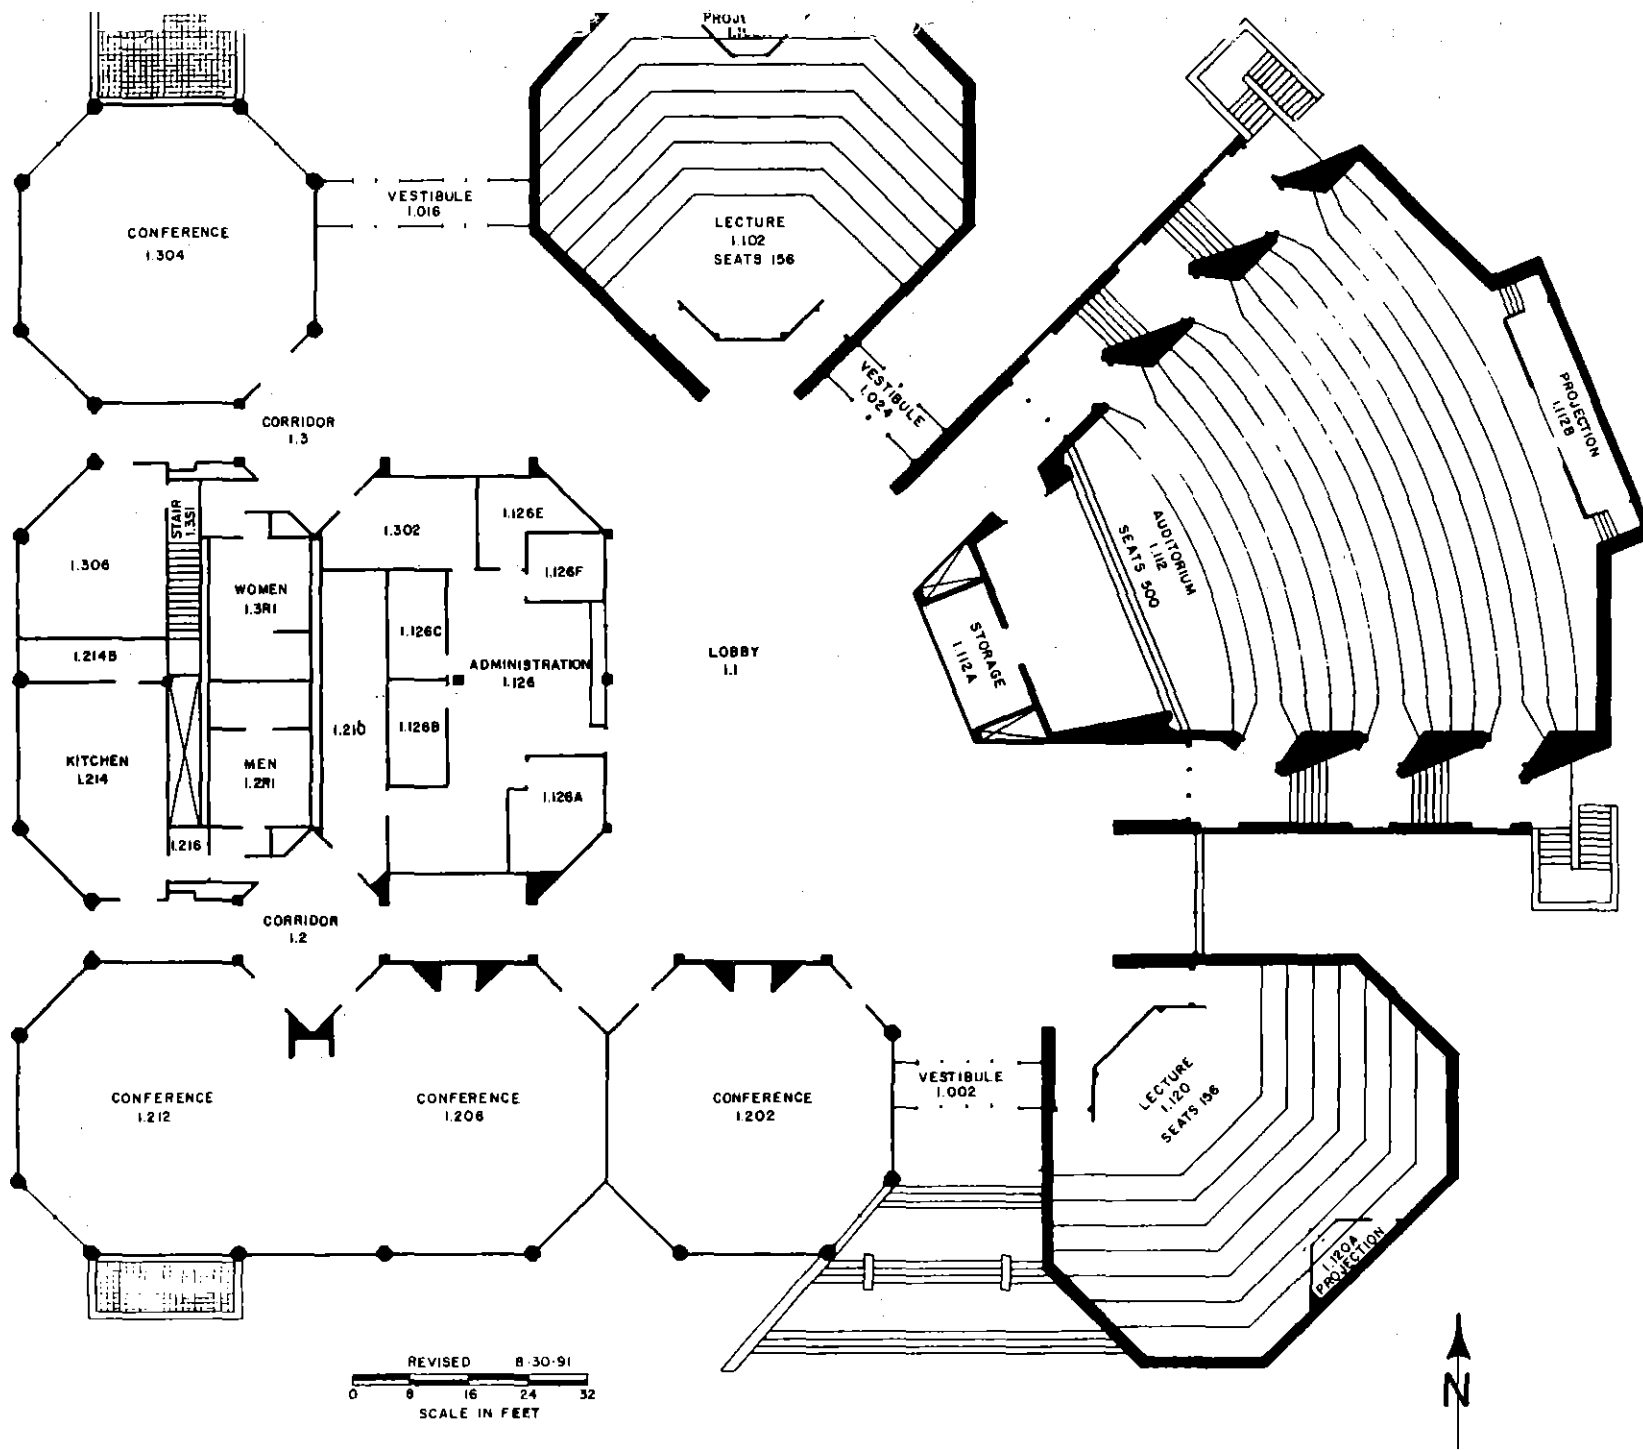 PROJ
VESTIBULE
1.016
CONFERENCE
1.304
LECTURE
1.102
SEATS 156
VESTIBULE
1.024
PROJECTION
1.112B
CORRIDOR
1.3
STAIR
1.3S1
1.302
1.126E
1.306
1.126F
WOMEN
1.3R1
AUDITORIUM
1.112
SEATS 500
1.126C
1.214B
ADMINISTRATION
1.126
LOBBY
1.1
STORAGE
1.112A
1.210
1.126B
KITCHEN
1.214
MEN
1.2R1
1.126A
1.216
CORRIDOR
1.2
CONFERENCE
1.212
CONFERENCE
1.206
CONFERENCE
1.202
VESTIBULE
1.002
LECTURE
1.120
SEATS 156
1.120A
PROJECTION
REVISED 8-30-91
0 8 16 24 32
SCALE IN FEET
N